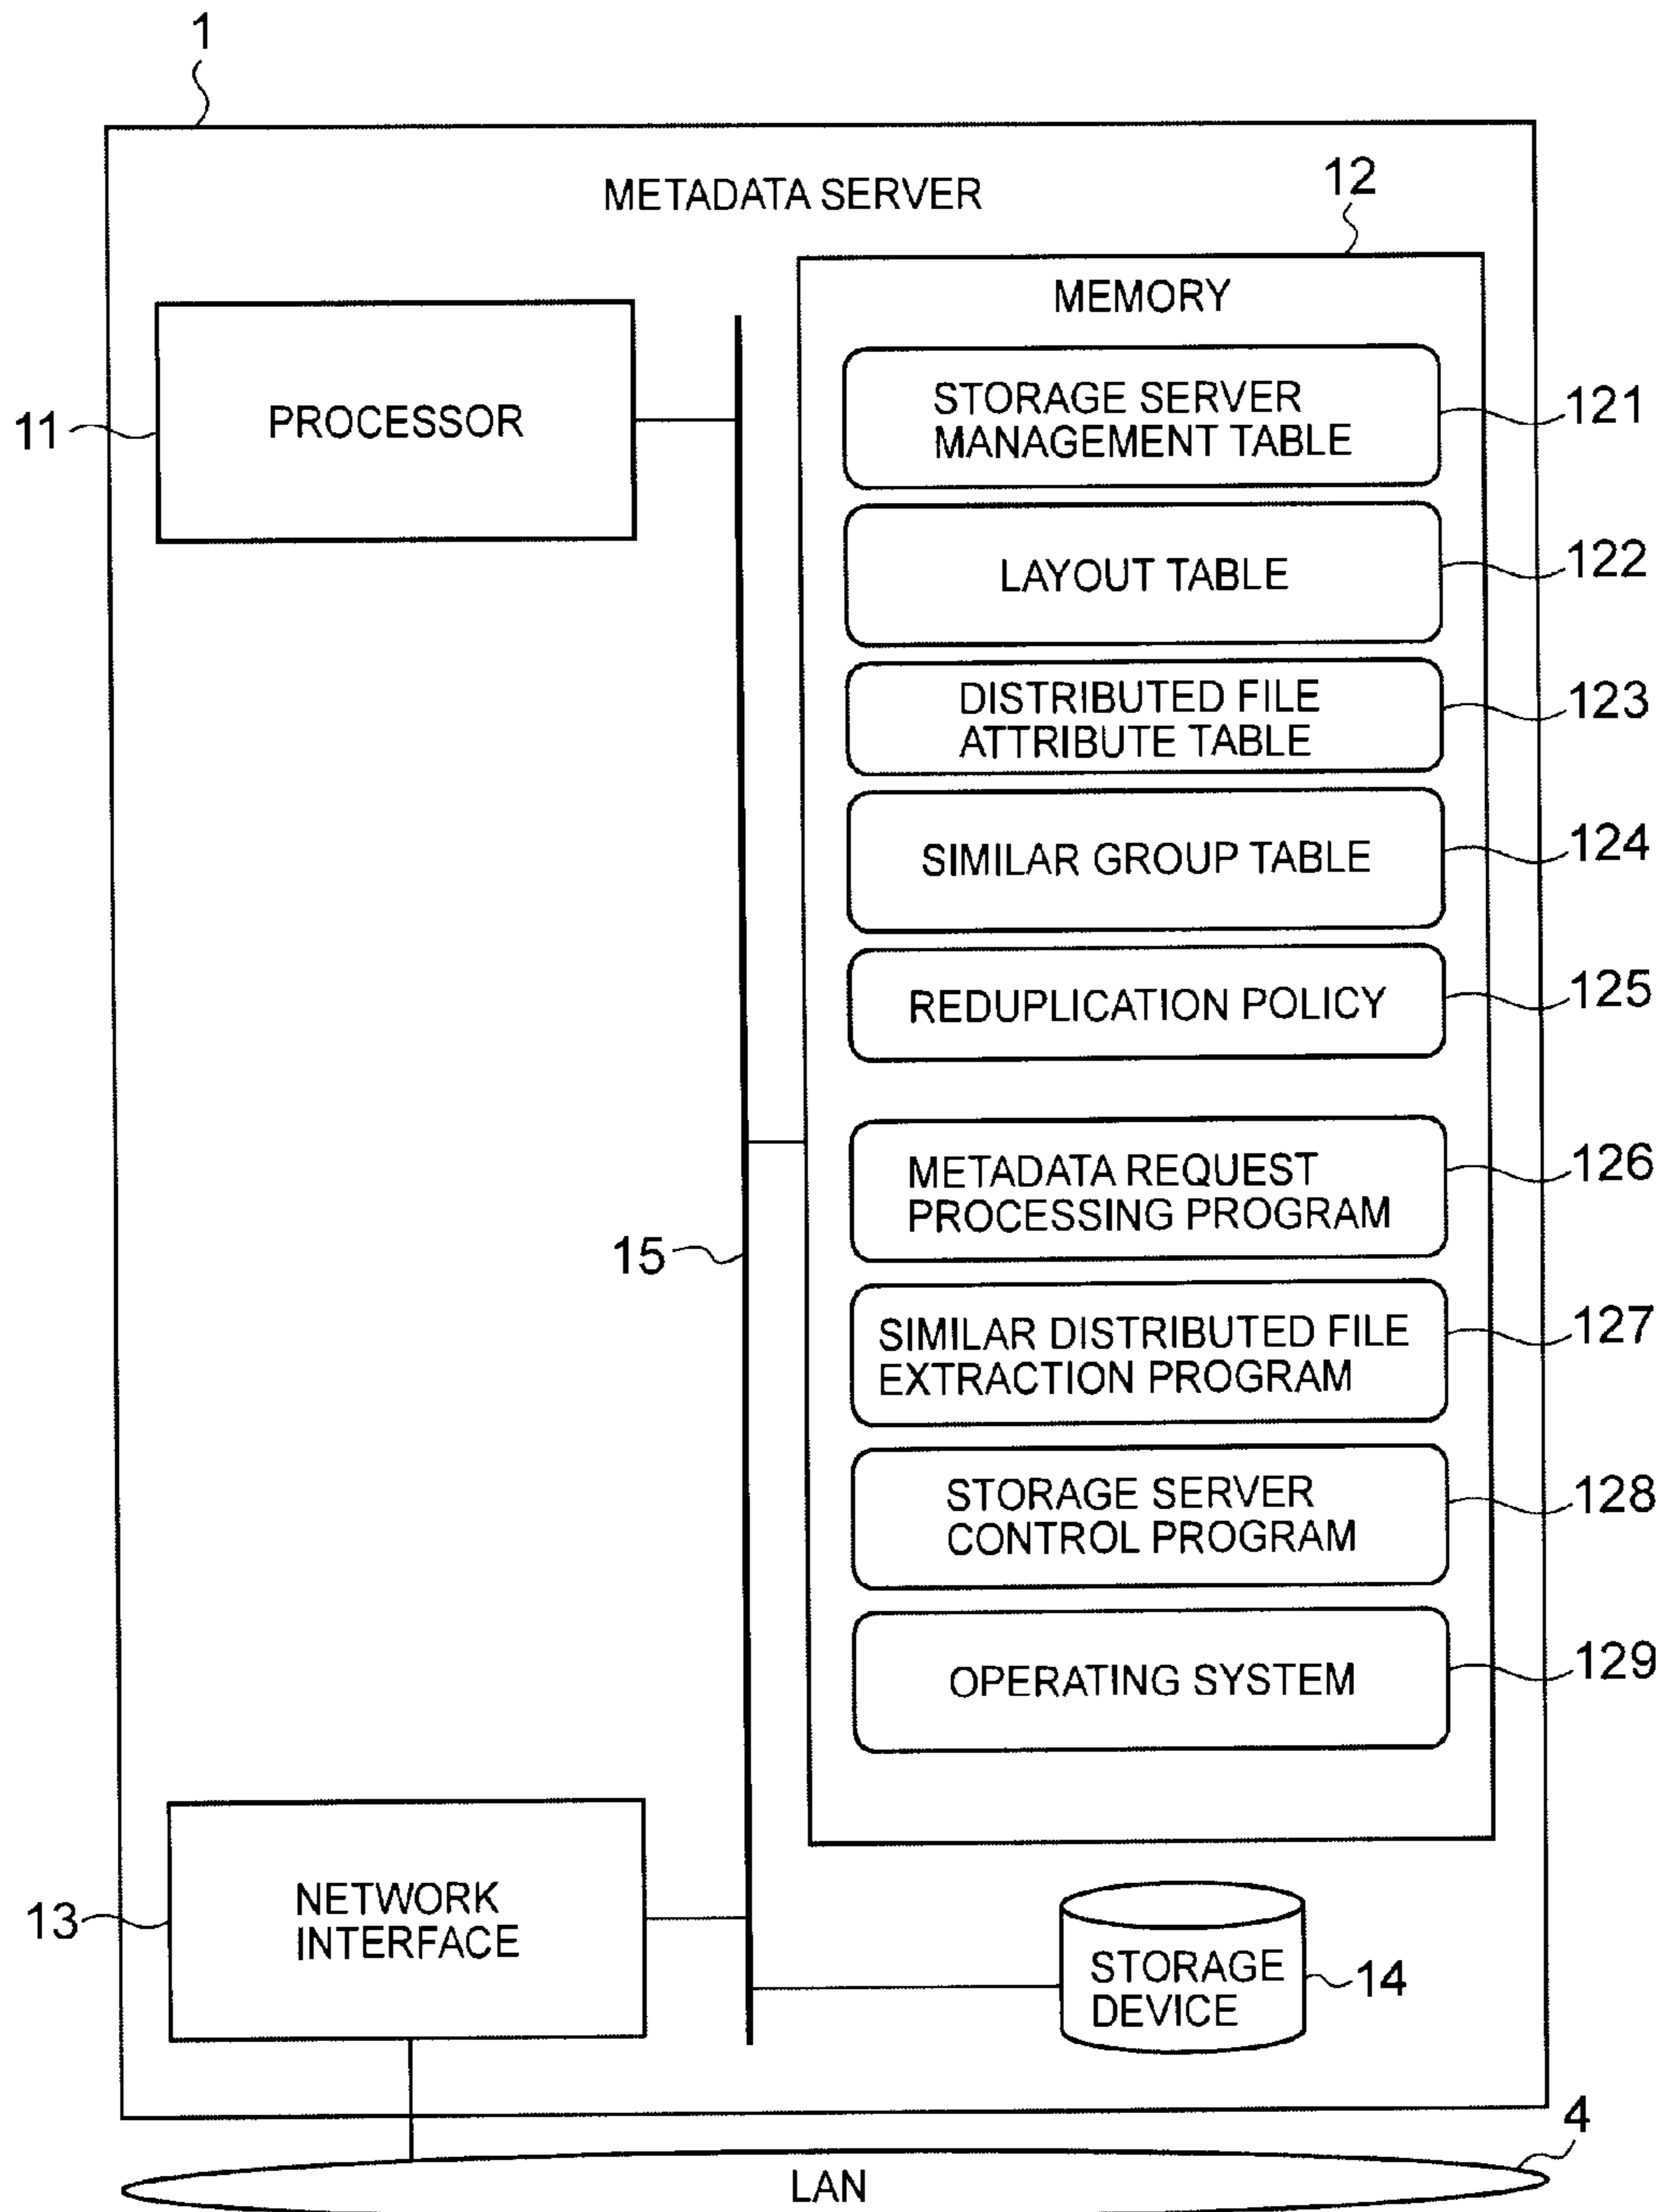 1
METADATA SERVER
12
MEMORY
11
PROCESSOR
STORAGE SERVER
MANAGEMENT TABLE
121
LAYOUT TABLE
122
DISTRIBUTED FILE
ATTRIBUTE TABLE
123
SIMILAR GROUP TABLE
124
REDUPLICATION POLICY
125
METADATA REQUEST
PROCESSING PROGRAM
126
15
SIMILAR DISTRIBUTED FILE
EXTRACTION PROGRAM
127
STORAGE SERVER
CONTROL PROGRAM
128
OPERATING SYSTEM
129
13
NETWORK
INTERFACE
STORAGE
DEVICE
14
4
LAN